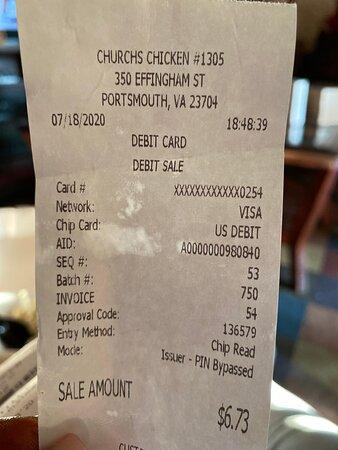 CHURCHS CHICKEN #1305
350 EFFINGHAM ST
PORTSMOUTH, VA 23704
07/18/2020 18:48:39
DEBIT CARD
DEBIT SALE
Card # XXXXXXXXXXXX0254
Network: VISA
Chip Card: US DEBIT
AID: A0000000980840
SEQ #: 53
Batch #: 750
INVOICE 54
Approval Code: 136579
Entry Method: Chip Read
Mode: Issuer - PIN Bypassed
SALE AMOUNT $6.73